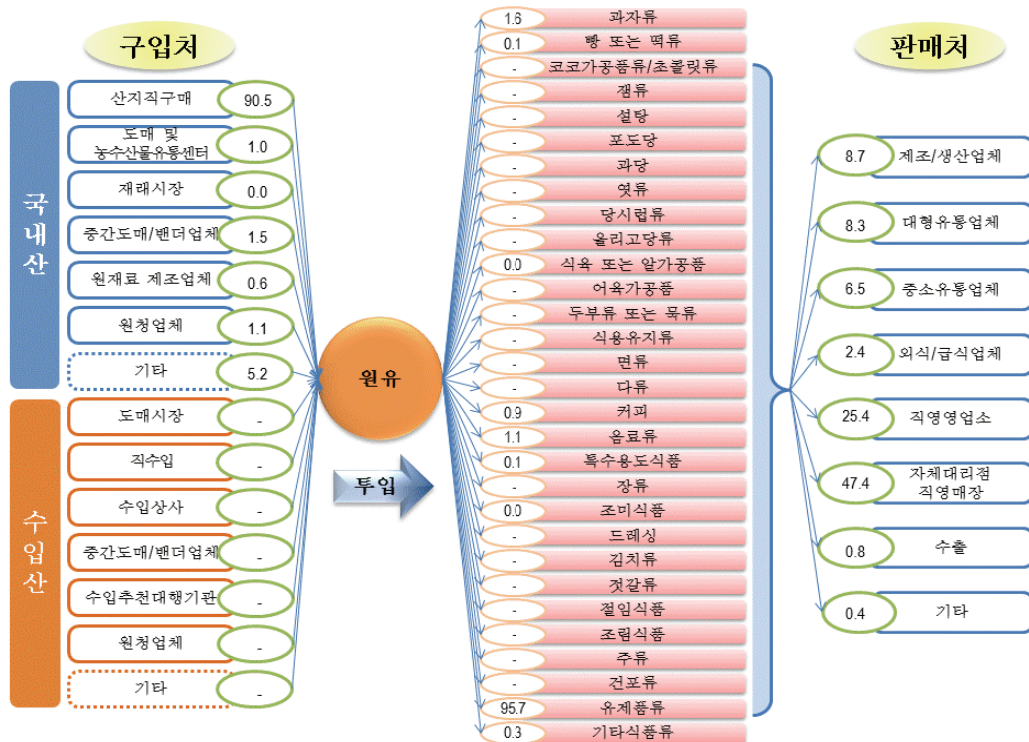 구입처
국내산
산지직구매 90.5
도매 및
농수산물유통센터 1.0
재래시장 0.0
중간도매/밴더업체 1.5
원재료 제조업체 0.6
원청업체 1.1
기타 5.2
수입산
도매시장 -
직수입 -
수입상사 -
중간도매/밴더업체 -
수입추천대행기관 -
원청업체 -
기타 -
원유
투입
1.6 과자류
0.1 빵 또는 떡류
- 코코가공품류/초콜릿류
- 잼류
- 설탕
- 포도당
- 과당
- 엿류
- 당시럽류
- 올리고당류
0.0 식육 또는 알가공품
- 어육가공품
- 두부류 또는 묵류
- 식용유지류
- 면류
- 다류
0.9 커피
1.1 음료류
0.1 특수용도식품
- 장류
0.0 조미식품
- 드레싱
- 김치류
- 젓갈류
- 절임식품
- 조림식품
- 주류
- 건포류
95.7 유제품류
0.3 기타식품류
판매처
8.7 제조/생산업체
8.3 대형유통업체
6.5 중소유통업체
2.4 외식/급식업체
25.4 직영영업소
47.4 자체대리점
직영매장
0.8 수출
0.4 기타